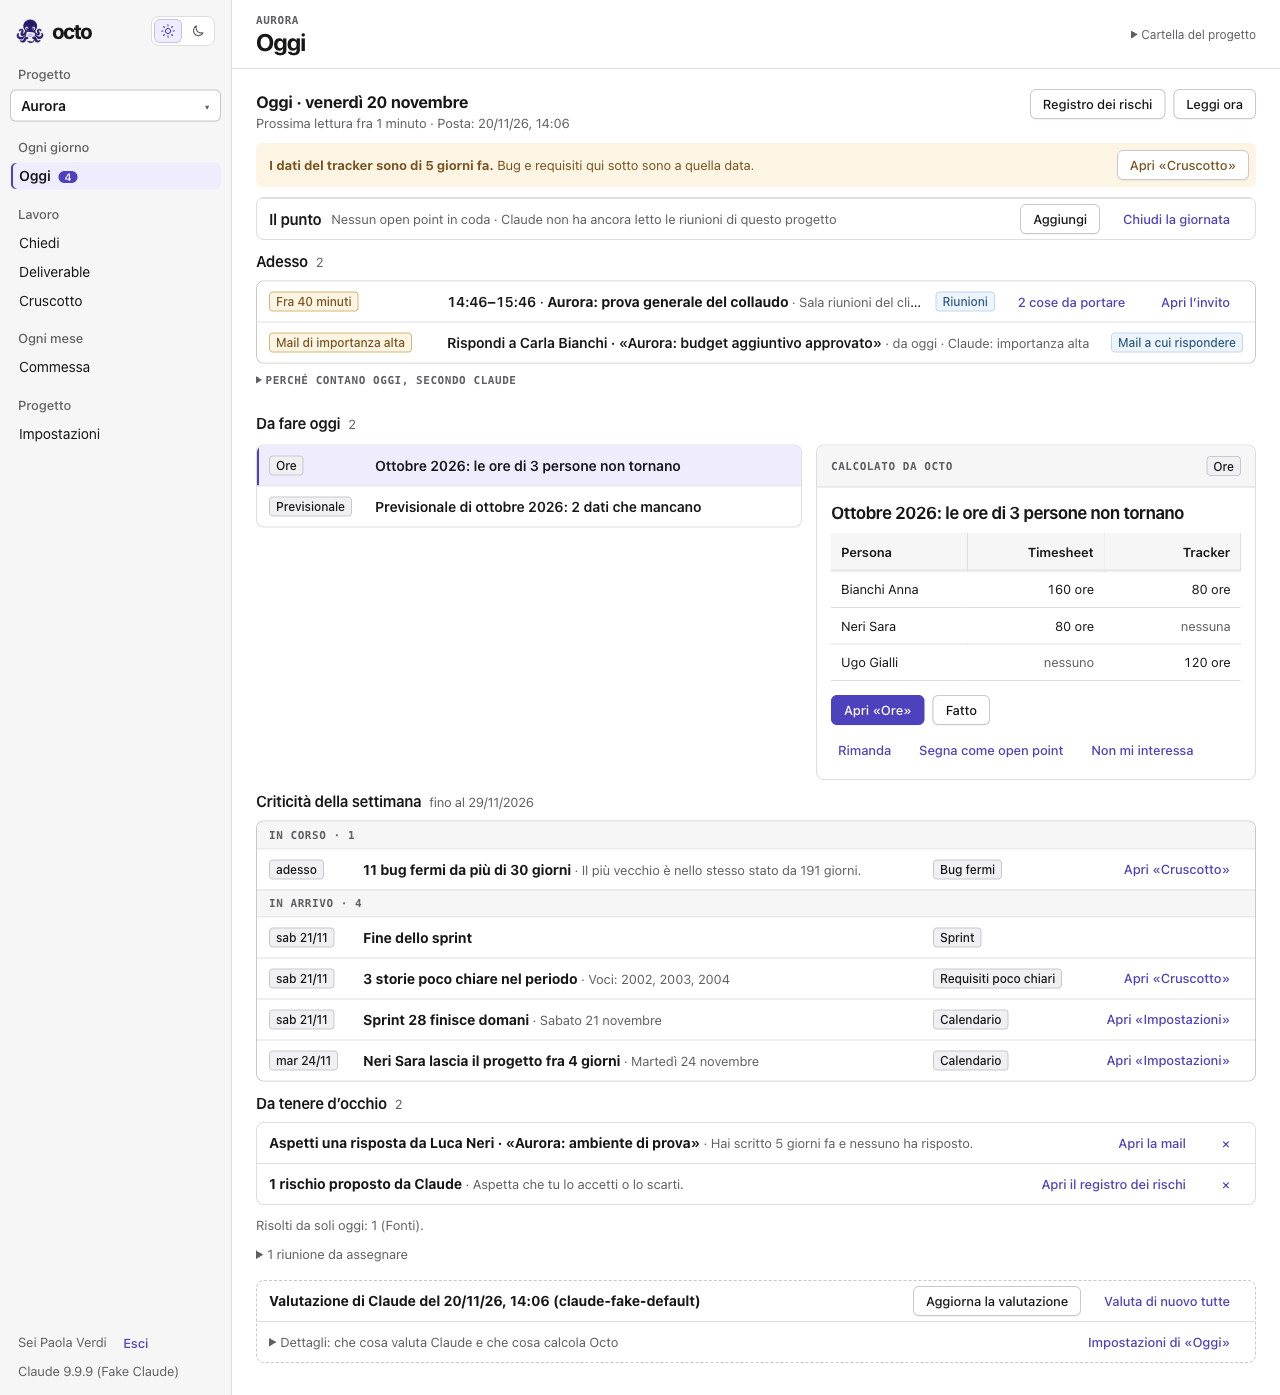 octo
Progetto
Aurora
Ogni giorno
Oggi 4
Lavoro
Chiedi
Deliverable
Cruscotto
Ogni mese
Commessa
Progetto
Impostazioni
Sei Paola Verdi Esci
Claude 9.9.9 (Fake Claude)
AURORA
Oggi
Cartella del progetto
Oggi · venerdì 20 novembre
Prossima lettura fra 1 minuto · Posta: 20/11/26, 14:06
Registro dei rischi Leggi ora
I dati del tracker sono di 5 giorni fa. Bug e requisiti qui sotto sono a quella data. Apri «Cruscotto»
Il punto Nessun open point in coda · Claude non ha ancora letto le riunioni di questo progetto Aggiungi Chiudi la giornata
Adesso 2
Fra 40 minuti 14:46–15:46 · Aurora: prova generale del collaudo · Sala riunioni del cli... Riunioni 2 cose da portare Apri l'invito
Mail di importanza alta Rispondi a Carla Bianchi · «Aurora: budget aggiuntivo approvato» · da oggi · Claude: importanza alta Mail a cui rispondere
PERCHÉ CONTANO OGGI, SECONDO CLAUDE
Da fare oggi 2
Ore Ottobre 2026: le ore di 3 persone non tornano
Previsionale Previsionale di ottobre 2026: 2 dati che mancano
CALCOLATO DA OCTO Ore
Ottobre 2026: le ore di 3 persone non tornano
Persona Timesheet Tracker
Bianchi Anna 160 ore 80 ore
Neri Sara 80 ore nessuna
Ugo Gialli nessuno 120 ore
Apri «Ore» Fatto
Rimanda Segna come open point Non mi interessa
Criticità della settimana fino al 29/11/2026
IN CORSO · 1
adesso 11 bug fermi da più di 30 giorni · Il più vecchio è nello stesso stato da 191 giorni. Bug fermi Apri «Cruscotto»
IN ARRIVO · 4
sab 21/11 Fine dello sprint Sprint
sab 21/11 3 storie poco chiare nel periodo · Voci: 2002, 2003, 2004 Requisiti poco chiari Apri «Cruscotto»
sab 21/11 Sprint 28 finisce domani · Sabato 21 novembre Calendario Apri «Impostazioni»
mar 24/11 Neri Sara lascia il progetto fra 4 giorni · Martedì 24 novembre Calendario Apri «Impostazioni»
Da tenere d'occhio 2
Aspetti una risposta da Luca Neri · «Aurora: ambiente di prova» · Hai scritto 5 giorni fa e nessuno ha risposto. Apri la mail ×
1 rischio proposto da Claude · Aspetta che tu lo accetti o lo scarti. Apri il registro dei rischi ×
Risolti da soli oggi: 1 (Fonti).
1 riunione da assegnare
Valutazione di Claude del 20/11/26, 14:06 (claude-fake-default) Aggiorna la valutazione Valuta di nuovo tutte
Dettagli: che cosa valuta Claude e che cosa calcola Octo Impostazioni di «Oggi»